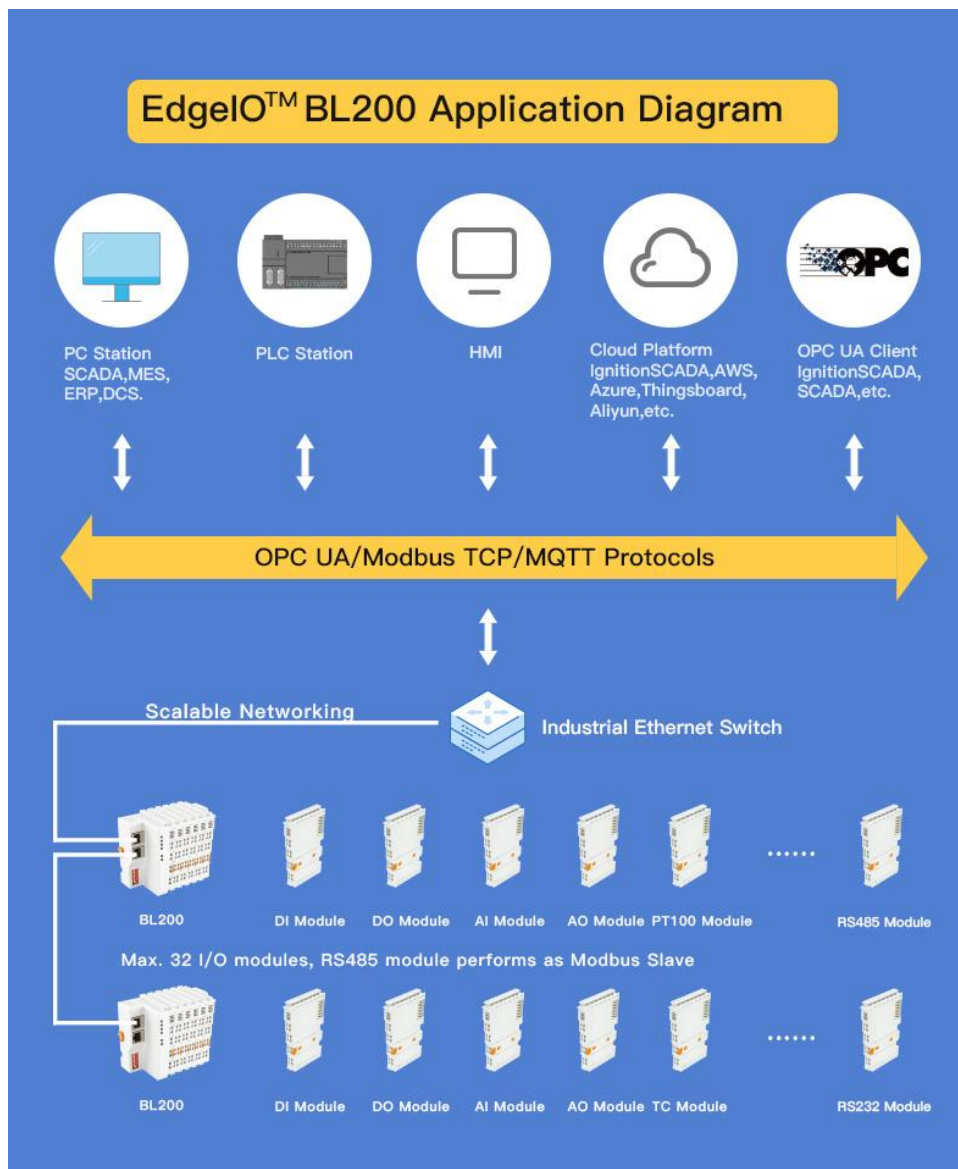 EdgeIO™ BL200 Application Diagram
OPC
PC Station
SCADA,MES,
ERP,DCS.
PLC Station
HMI
Cloud Platform
IgnitionSCADA,AWS,
Azure,Thingsboard,
Aliyun,etc.
OPC UA Client
IgnitionSCADA,
SCADA,etc.
OPC UA/Modbus TCP/MQTT Protocols
Scalable Networking
Industrial Ethernet Switch
BL200
DI Module
DO Module
AI Module
AO Module
PT100 Module
......
RS485 Module
Max. 32 I/O modules, RS485 module performs as Modbus Slave
BL200
DI Module
DO Module
AI Module
AO Module
TC Module
......
RS232 Module